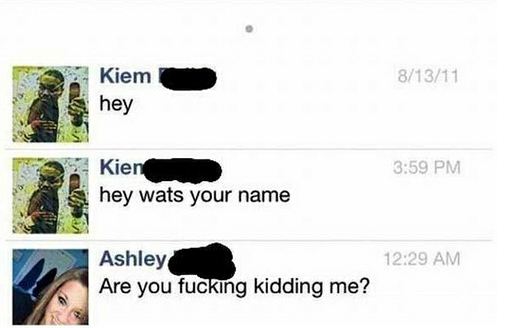 Kiem
8/13/11
hey
Kiem
3:59 PM
hey wats your name
Ashley
12:29 AM
Are you fucking kidding me?